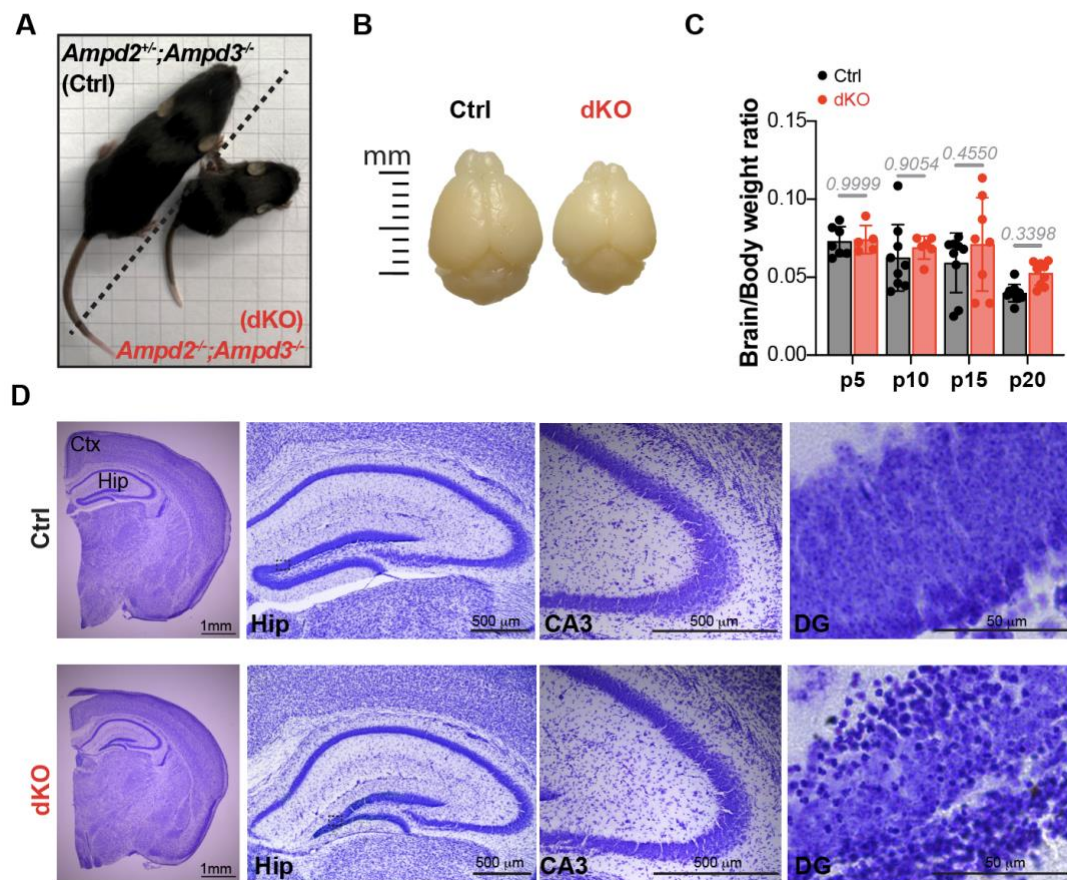 A
Ampd2+/-;Ampd3-/-
(Ctrl)
(dKO)
Ampd2-/-;Ampd3-/-
B
Ctrl
dKO
mm
C
Ctrl
dKO
Brain/Body weight ratio
0.15
0.10
0.05
0.00
0.9999
0.9054
0.4550
0.3398
p5
p10
p15
p20
D
Ctrl
Ctx
Hip
1mm
Hip
500 μm
CA3
500 μm
DG
50 μm
dKO
1mm
Hip
500 μm
CA3
500 μm
DG
50 μm